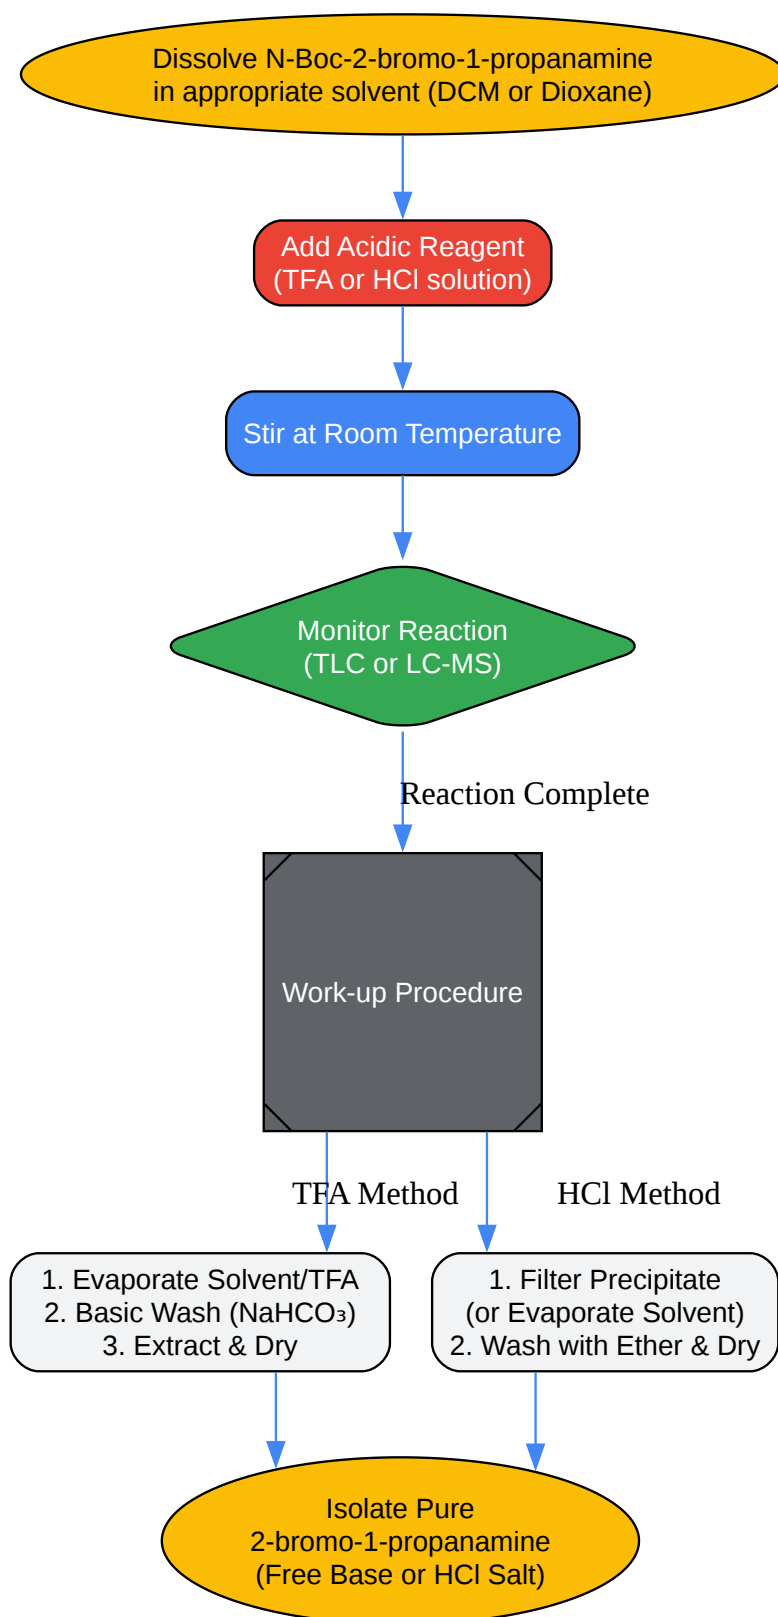 Dissolve N-Boc-2-bromo-1-propanamine
in appropriate solvent (DCM or Dioxane)
Add Acidic Reagent
(TFA or HCl solution)
Stir at Room Temperature
Monitor Reaction
(TLC or LC-MS)
Reaction Complete
Work-up Procedure
TFA Method
HCl Method
1. Evaporate Solvent/TFA
2. Basic Wash (NaHCO₃)
3. Extract & Dry
1. Filter Precipitate
(or Evaporate Solvent)
2. Wash with Ether & Dry
Isolate Pure
2-bromo-1-propanamine
(Free Base or HCl Salt)